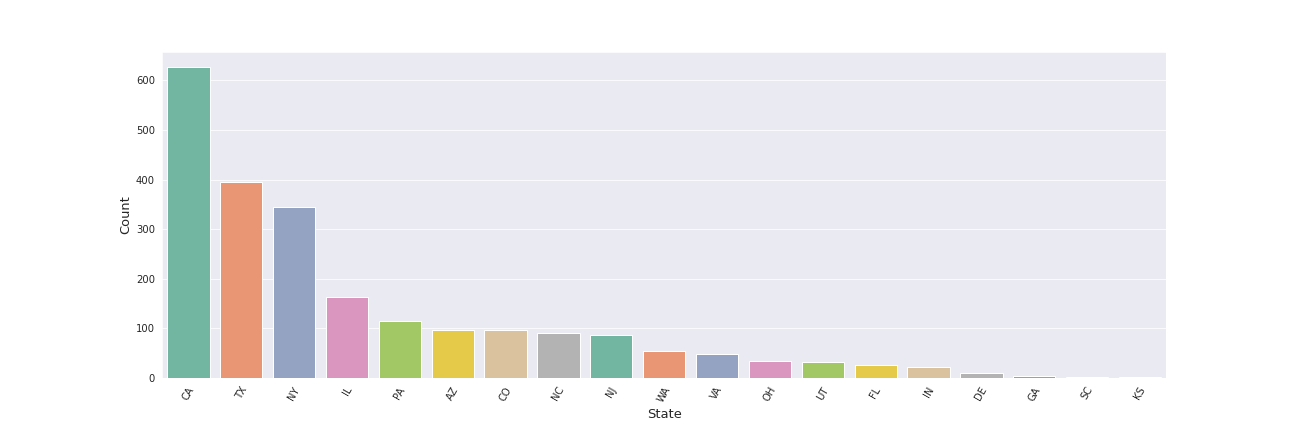 600
500
400
300
200
100
0
Count
CA TX NY IL PA AZ CO NC NJ WA VA OH UT FL IN DE GA SC KS
State